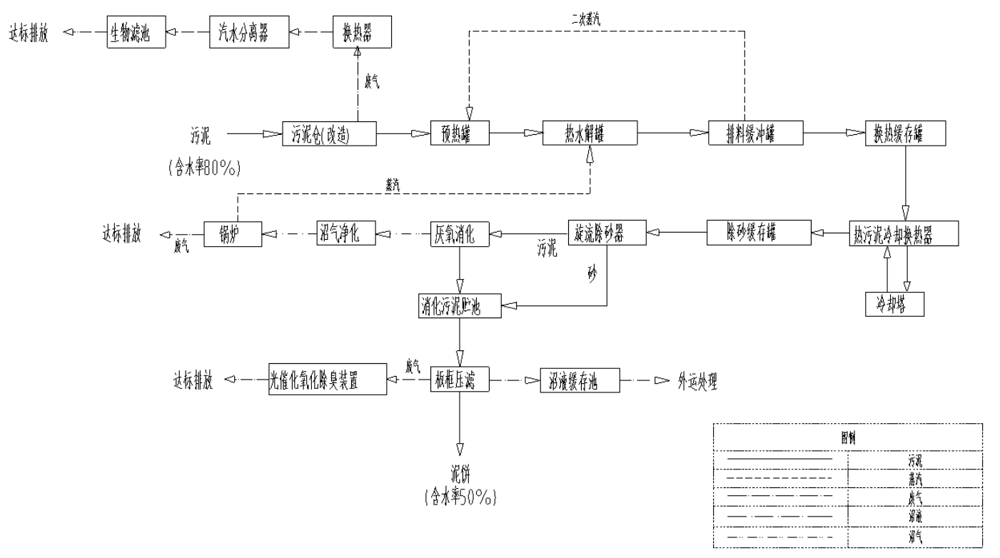 二次蒸汽
达标排放
生物滤池
汽水分离器
换热器
废气
污泥
(含水率80%)
污泥仓(改造)
预热罐
热水解罐
排料缓冲罐
换热缓存罐
蒸汽
达标排放
废气
锅炉
沼气净化
厌氧消化
污泥
旋流除砂器
除砂缓存罐
热污泥冷却换热器
砂
消化污泥贮池
冷却塔
达标排放
光催化氧化除臭装置
废气
板框压滤
沼液缓存池
外运处理
泥饼
(含水率50%)
图例
污泥
蒸汽
废气
沼液
沼气